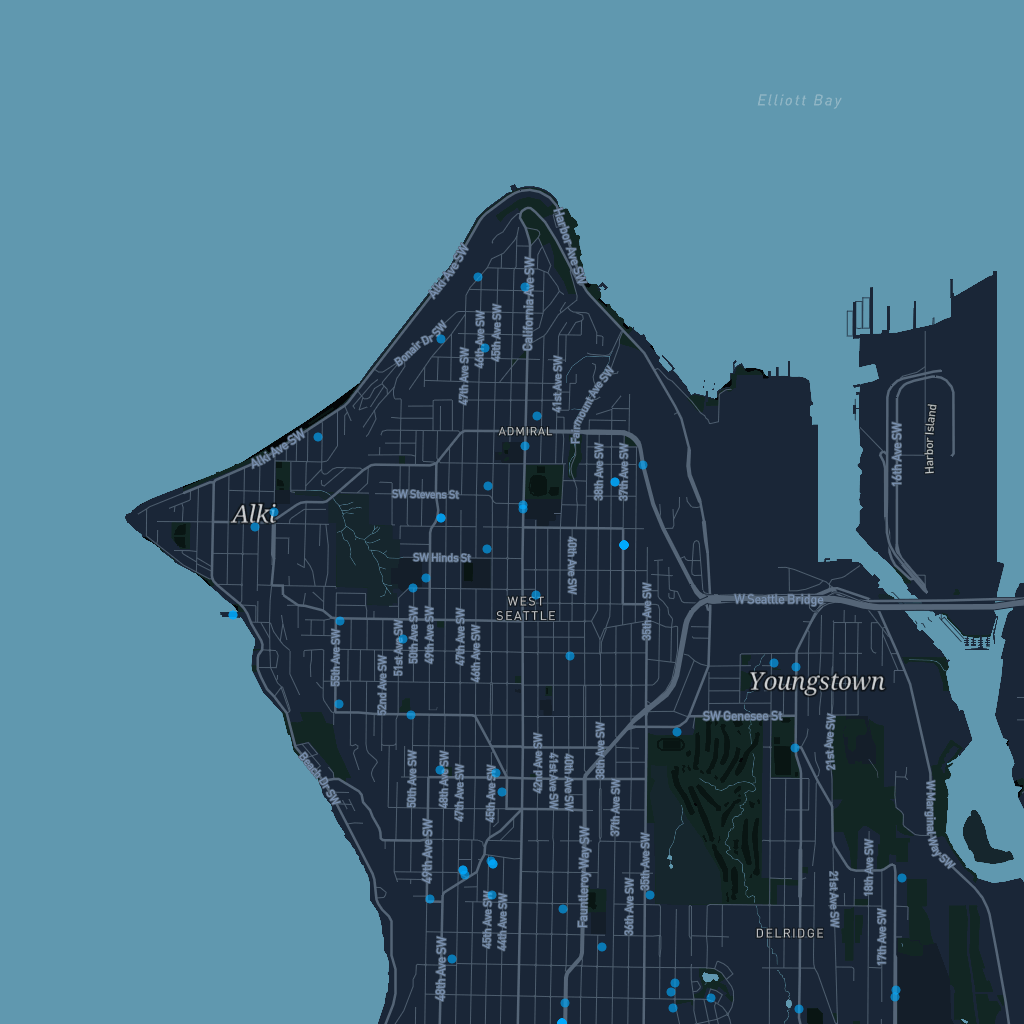 Elliott Bay
Harbor Ave SW
Alki Ave SW
California Ave SW
Bonair Dr SW
46th Ave SW
45th Ave SW
47th Ave SW
41st Ave SW
Fairmount Ave SW
Harbor Island
16th Ave SW
ADMIRAL
Alki Ave SW
38th Ave SW
37th Ave SW
SW Stevens St
Alki
SW Hinds St
40th Ave SW
35th Ave SW
W Seattle Bridge
WEST
SEATTLE
50th Ave SW
49th Ave SW
51st Ave SW
47th Ave SW
46th Ave SW
55th Ave SW
52nd Ave SW
Youngstown
SW Genesee St
21st Ave SW
38th Ave SW
42nd Ave SW
41st Ave SW
40th Ave SW
50th Ave SW
48th Ave SW
47th Ave SW
45th Ave SW
Beach Dr SW
37th Ave SW
W Marginal Way SW
49th Ave SW
Fauntleroy Way SW
35th Ave SW
18th Ave SW
21st Ave SW
36th Ave SW
45th Ave SW
44th Ave SW
17th Ave SW
DELRIDGE
48th Ave SW